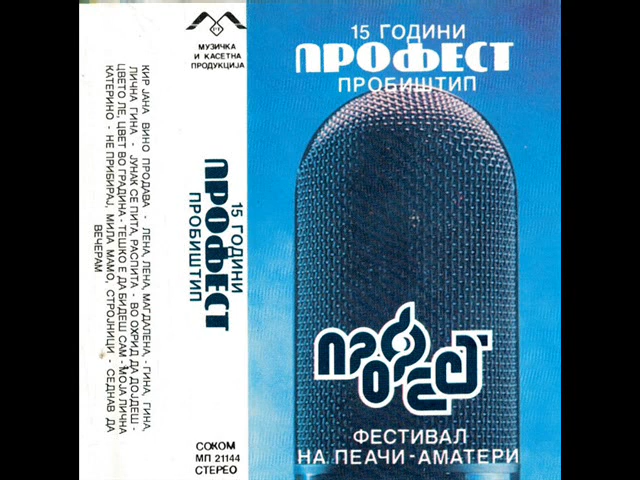 КИР ЈАНА ВИНО ПРОДАВА - ЛЕНА, ЛЕНА, МАГДАЛЕНА, - ГИНА, ГИНА,
ЛИЧНА ГИНА - ЈУНАК СЕ ПИТА, РАСПИТА - ВО ОХРИД ДА ДОЈДЕШ -
ЦВЕТО ЛЕ, ЦВЕТ ВО ГРАДИНА - ТЕШКО Е ДА БИДЕШ САМ - МОЈА ЛИЧНА
КАТЕРИНО - НЕ ПРИБИРАЈ, МИЛА МАМО, СТРОЈНИЦИ - СЕДНАВ ДА
ВЕЧЕРАМ
МУЗИЧКА
И КАСЕТНА
ПРОДУКЦИЈА
15 ГОДИНИ
ПРОФЕСТ
ПРОБИШТИП
СОКОМ
МП 21144
СТЕРЕО
15 ГОДИНИ
ПРОФЕСТ
ПРОБИШТИП
ПРОФЕСТ
ФЕСТИВАЛ
НА ПЕАЧИ-АМАТЕРИ